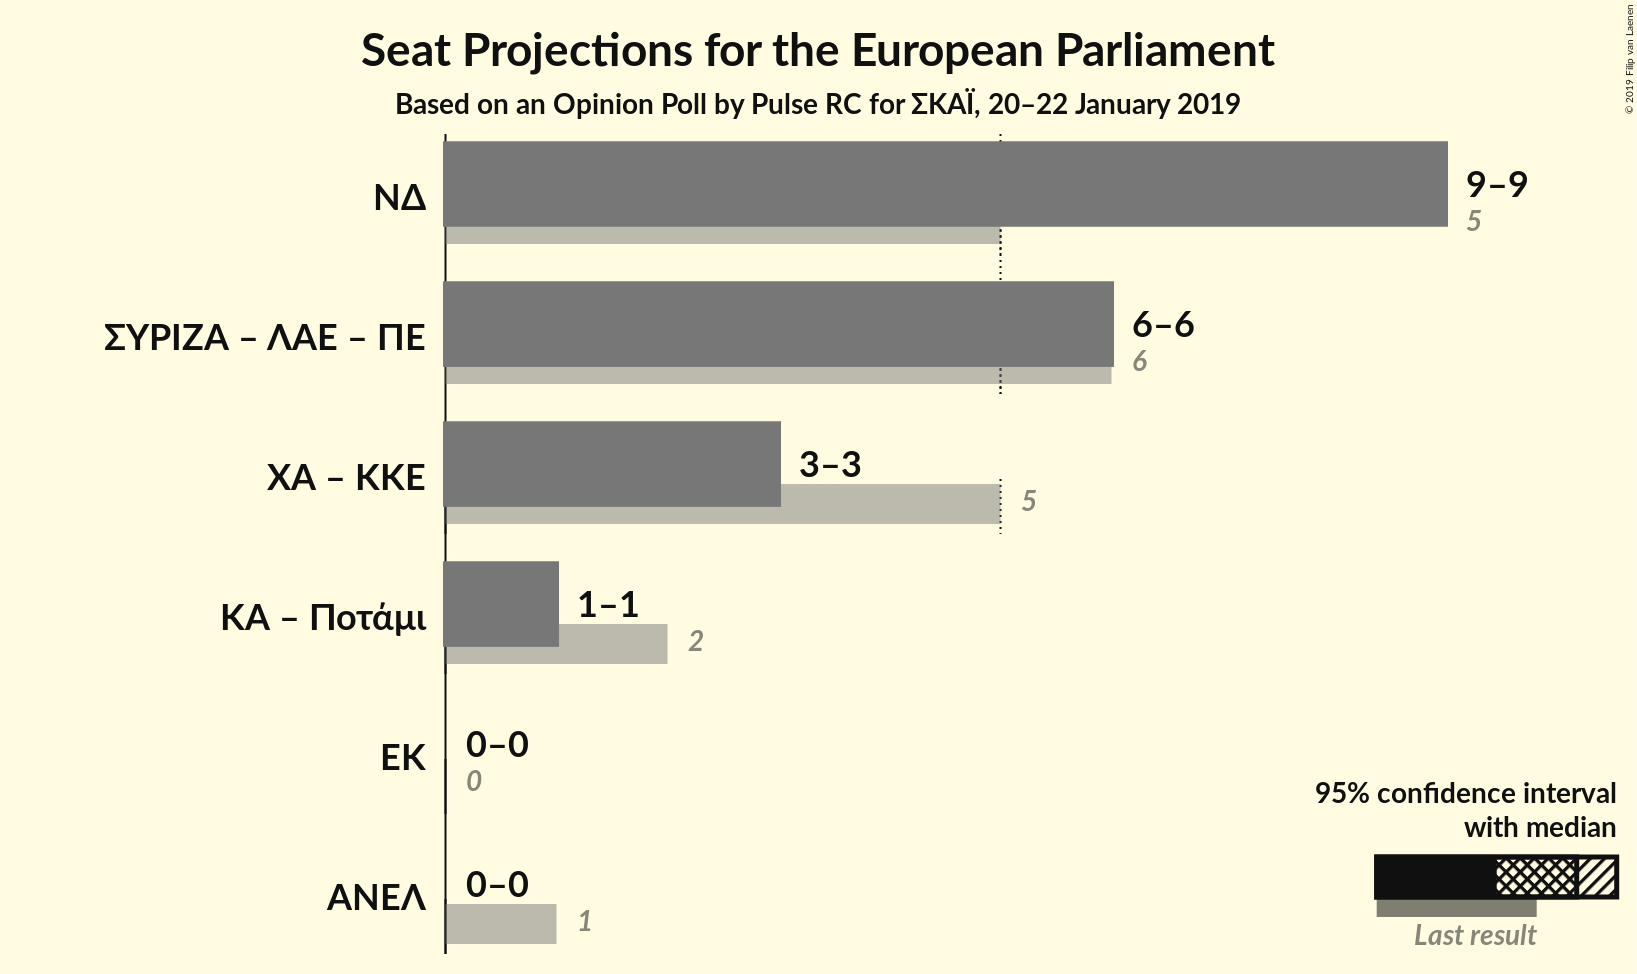 Seat Projections for the European Parliament
Based on an Opinion Poll by Pulse RC for ΣΚΑΪ, 20–22 January 2019
© 2019 Filip van Laenen
ΝΔ
9–9
5
ΣΥΡΙΖΑ – ΛΑΕ – ΠΕ
6–6
6
ΧΑ – ΚΚΕ
3–3
5
ΚΑ – Ποτάμι
1–1
2
ΕΚ
0–0
0
ΑΝΕΛ
0–0
1
95% confidence interval
with median
Last result